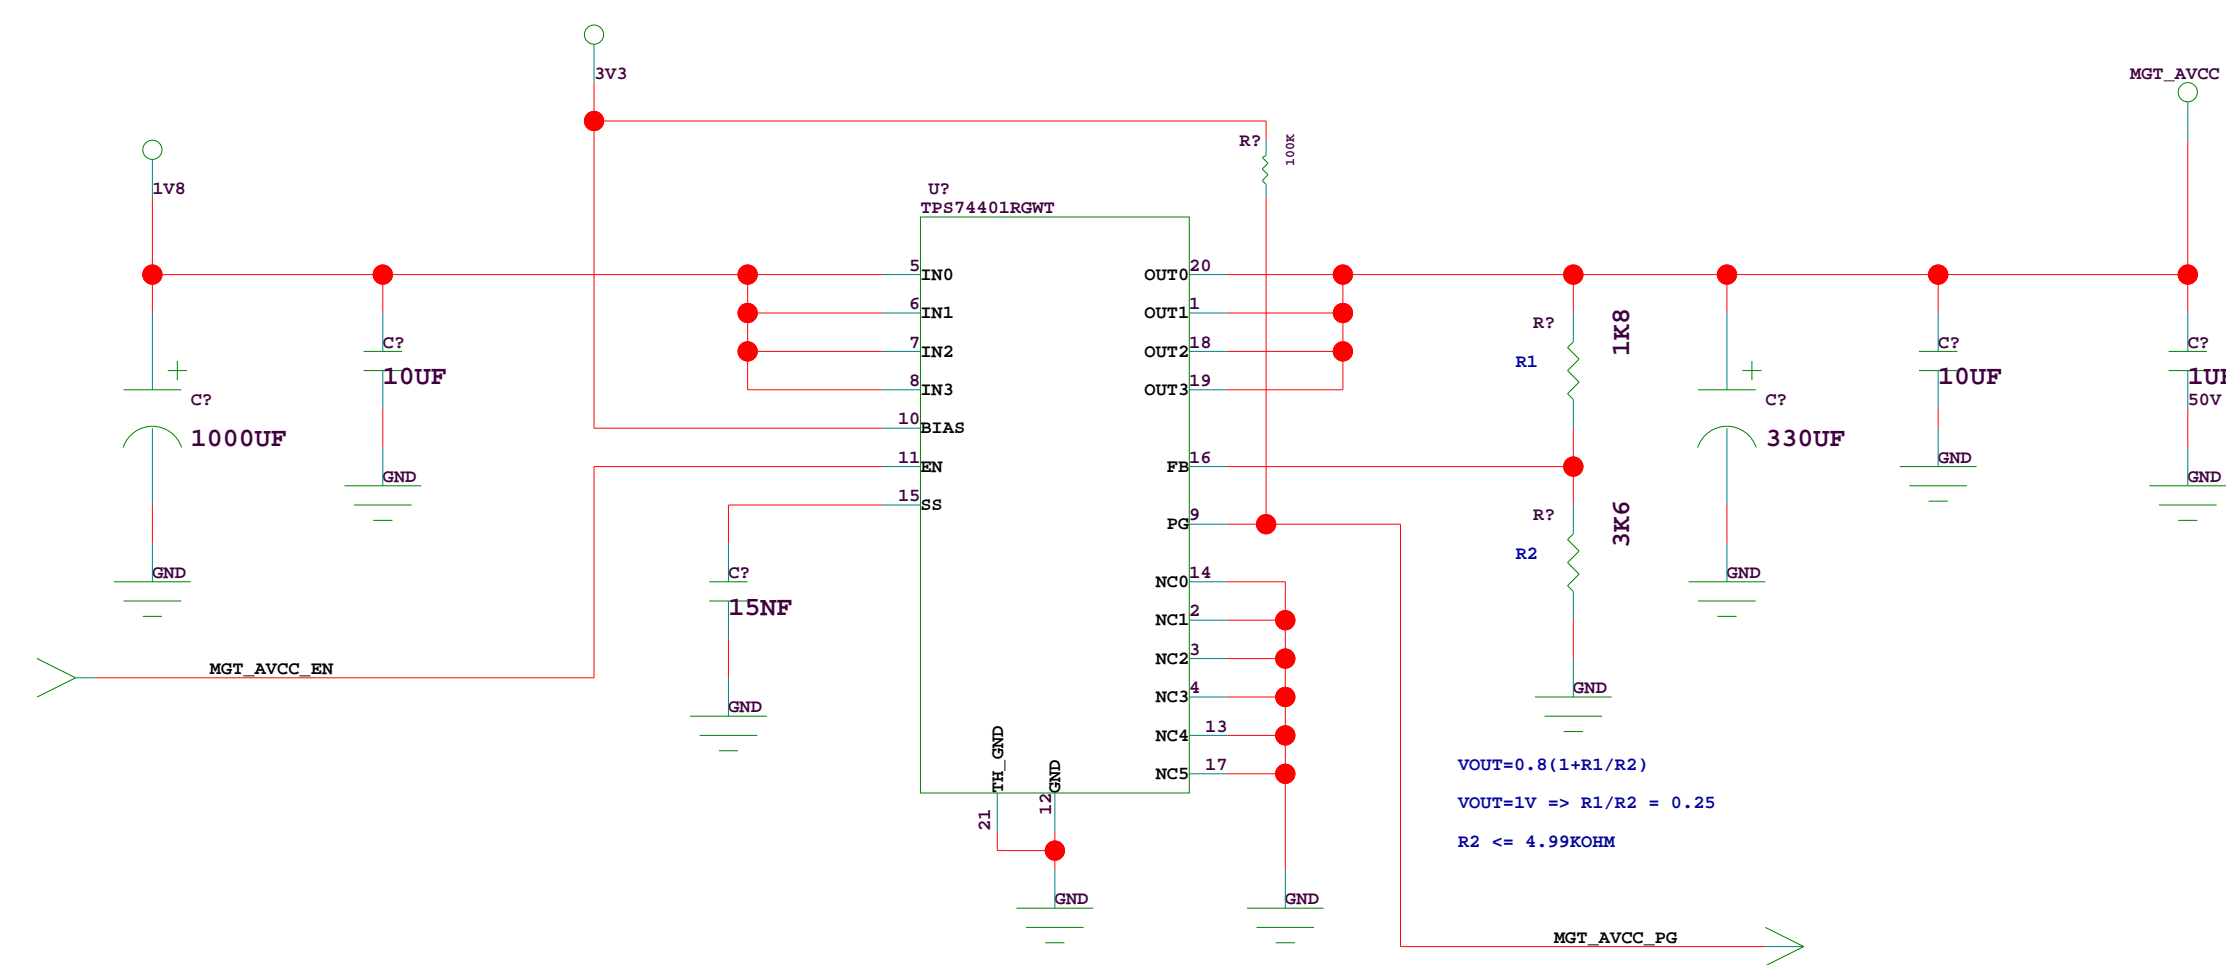 3V3
MGT_AVCC
1V8
R?
100K
U?
TPS74401RGWT
5
IN0
6
IN1
7
IN2
8
IN3
10
BIAS
11
EN
15
SS
OUT0
20
OUT1
1
OUT2
18
OUT3
19
FB
16
PG
9
NC0
14
NC1
2
NC2
3
NC3
4
NC4
13
NC5
17
TH_GND
21
GND
12
GND
GND
C?
1000UF
GND
C?
10UF
GND
C?
15NF
GND
MGT_AVCC_EN
R?
R1
1K8
R?
R2
3K6
GND
C?
330UF
GND
C?
10UF
GND
C?
50V
GND
VOUT=0.8(1+R1/R2)
VOUT=1V => R1/R2 = 0.25
R2 <= 4.99KOHM
MGT_AVCC_PG